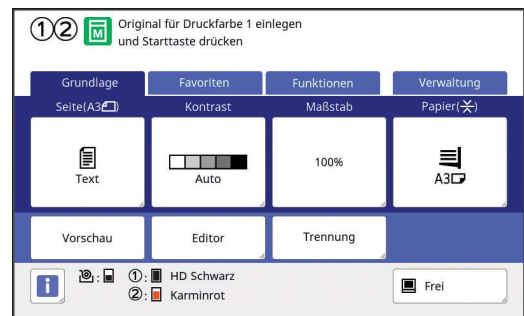 ①② M Original für Druckfarbe 1 einlegen
und Starttaste drücken
Grundlage Favoriten Funktionen Verwaltung
Seite(A3) Kontrast Maßstab Papier()
Text Auto 100% A3
Vorschau Editor Trennung
i : ①: HD Schwarz Frei
②: Karminrot